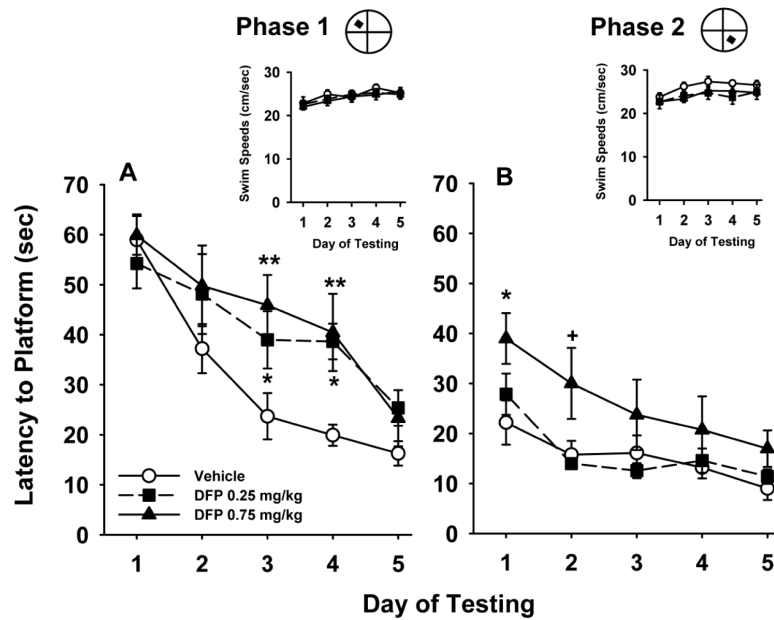 Phase 1
Phase 2
30
20
10
0
Swim Speeds (cm/sec)
1 2 3 4 5
Day of Testing
30
20
10
0
Swim Speeds (cm/sec)
1 2 3 4 5
Day of Testing
A
B
Latency to Platform (sec)
70
60
50
40
30
20
10
0
** **
* *
Vehicle
DFP 0.25 mg/kg
DFP 0.75 mg/kg
1 2 3 4 5
70
60
50
40
30
20
10
0
* +
1 2 3 4 5
Day of Testing